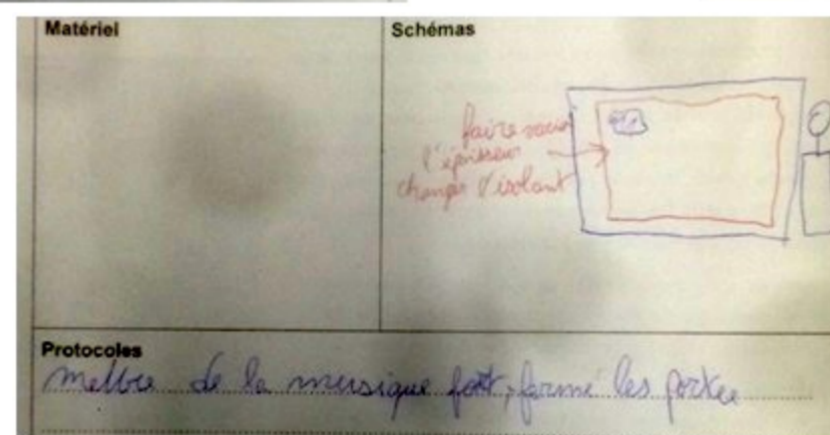 Matériel
Schémas
faire varier
l'épaisseur
changer l'isolant
Protocoles
mettre de la musique fort, fermé les portes